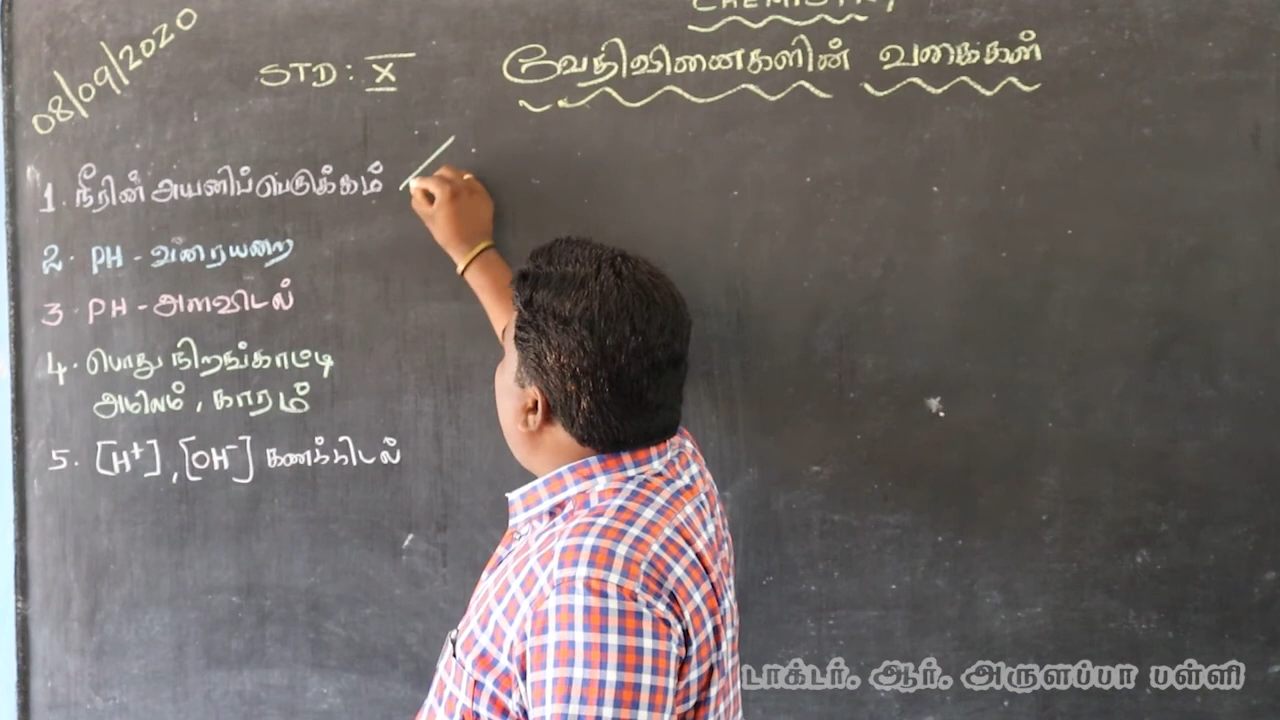 CHEMISTRY
08/09/2020
STD : X
வேதிவினைகளின் வகைகள்
1. நீரின் அயனிப் பெருக்கம்
2. PH - வரையறை
3. PH - அளவிடல்
4. பொது நிறங்காட்டி
அமிலம், காரம்
5. [H⁺], [OH⁻] கணக்கிடல்
டாக்டர். ஆர். அருளப்பா பள்ளி